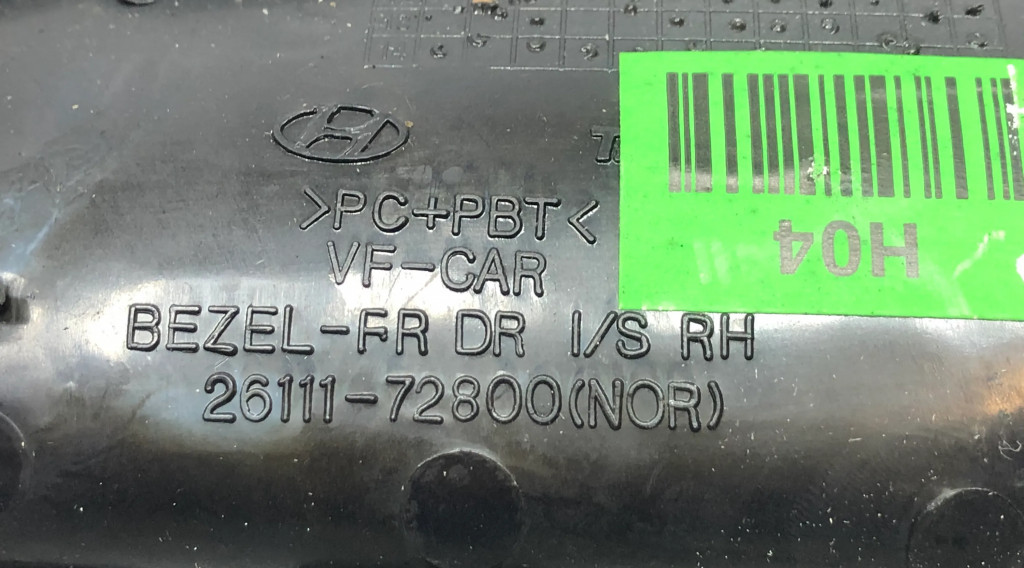 >PC+PBT<
VF-CAR
BEZEL-FR DR I/S RH
26111-72800(NOR)
H04